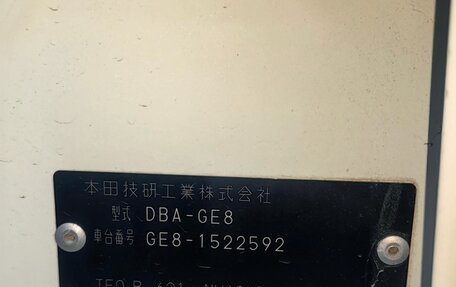 本田技研工業株式会社
型式 DBA-GE8
車台番号 GE8-1522592